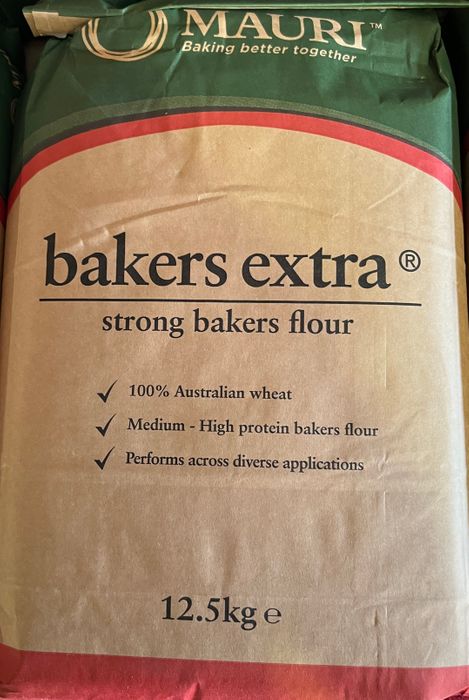 MAURI™
Baking better together
bakers extra®
strong bakers flour
✓ 100% Australian wheat
✓ Medium - High protein bakers flour
✓ Performs across diverse applications
12.5kg ℮